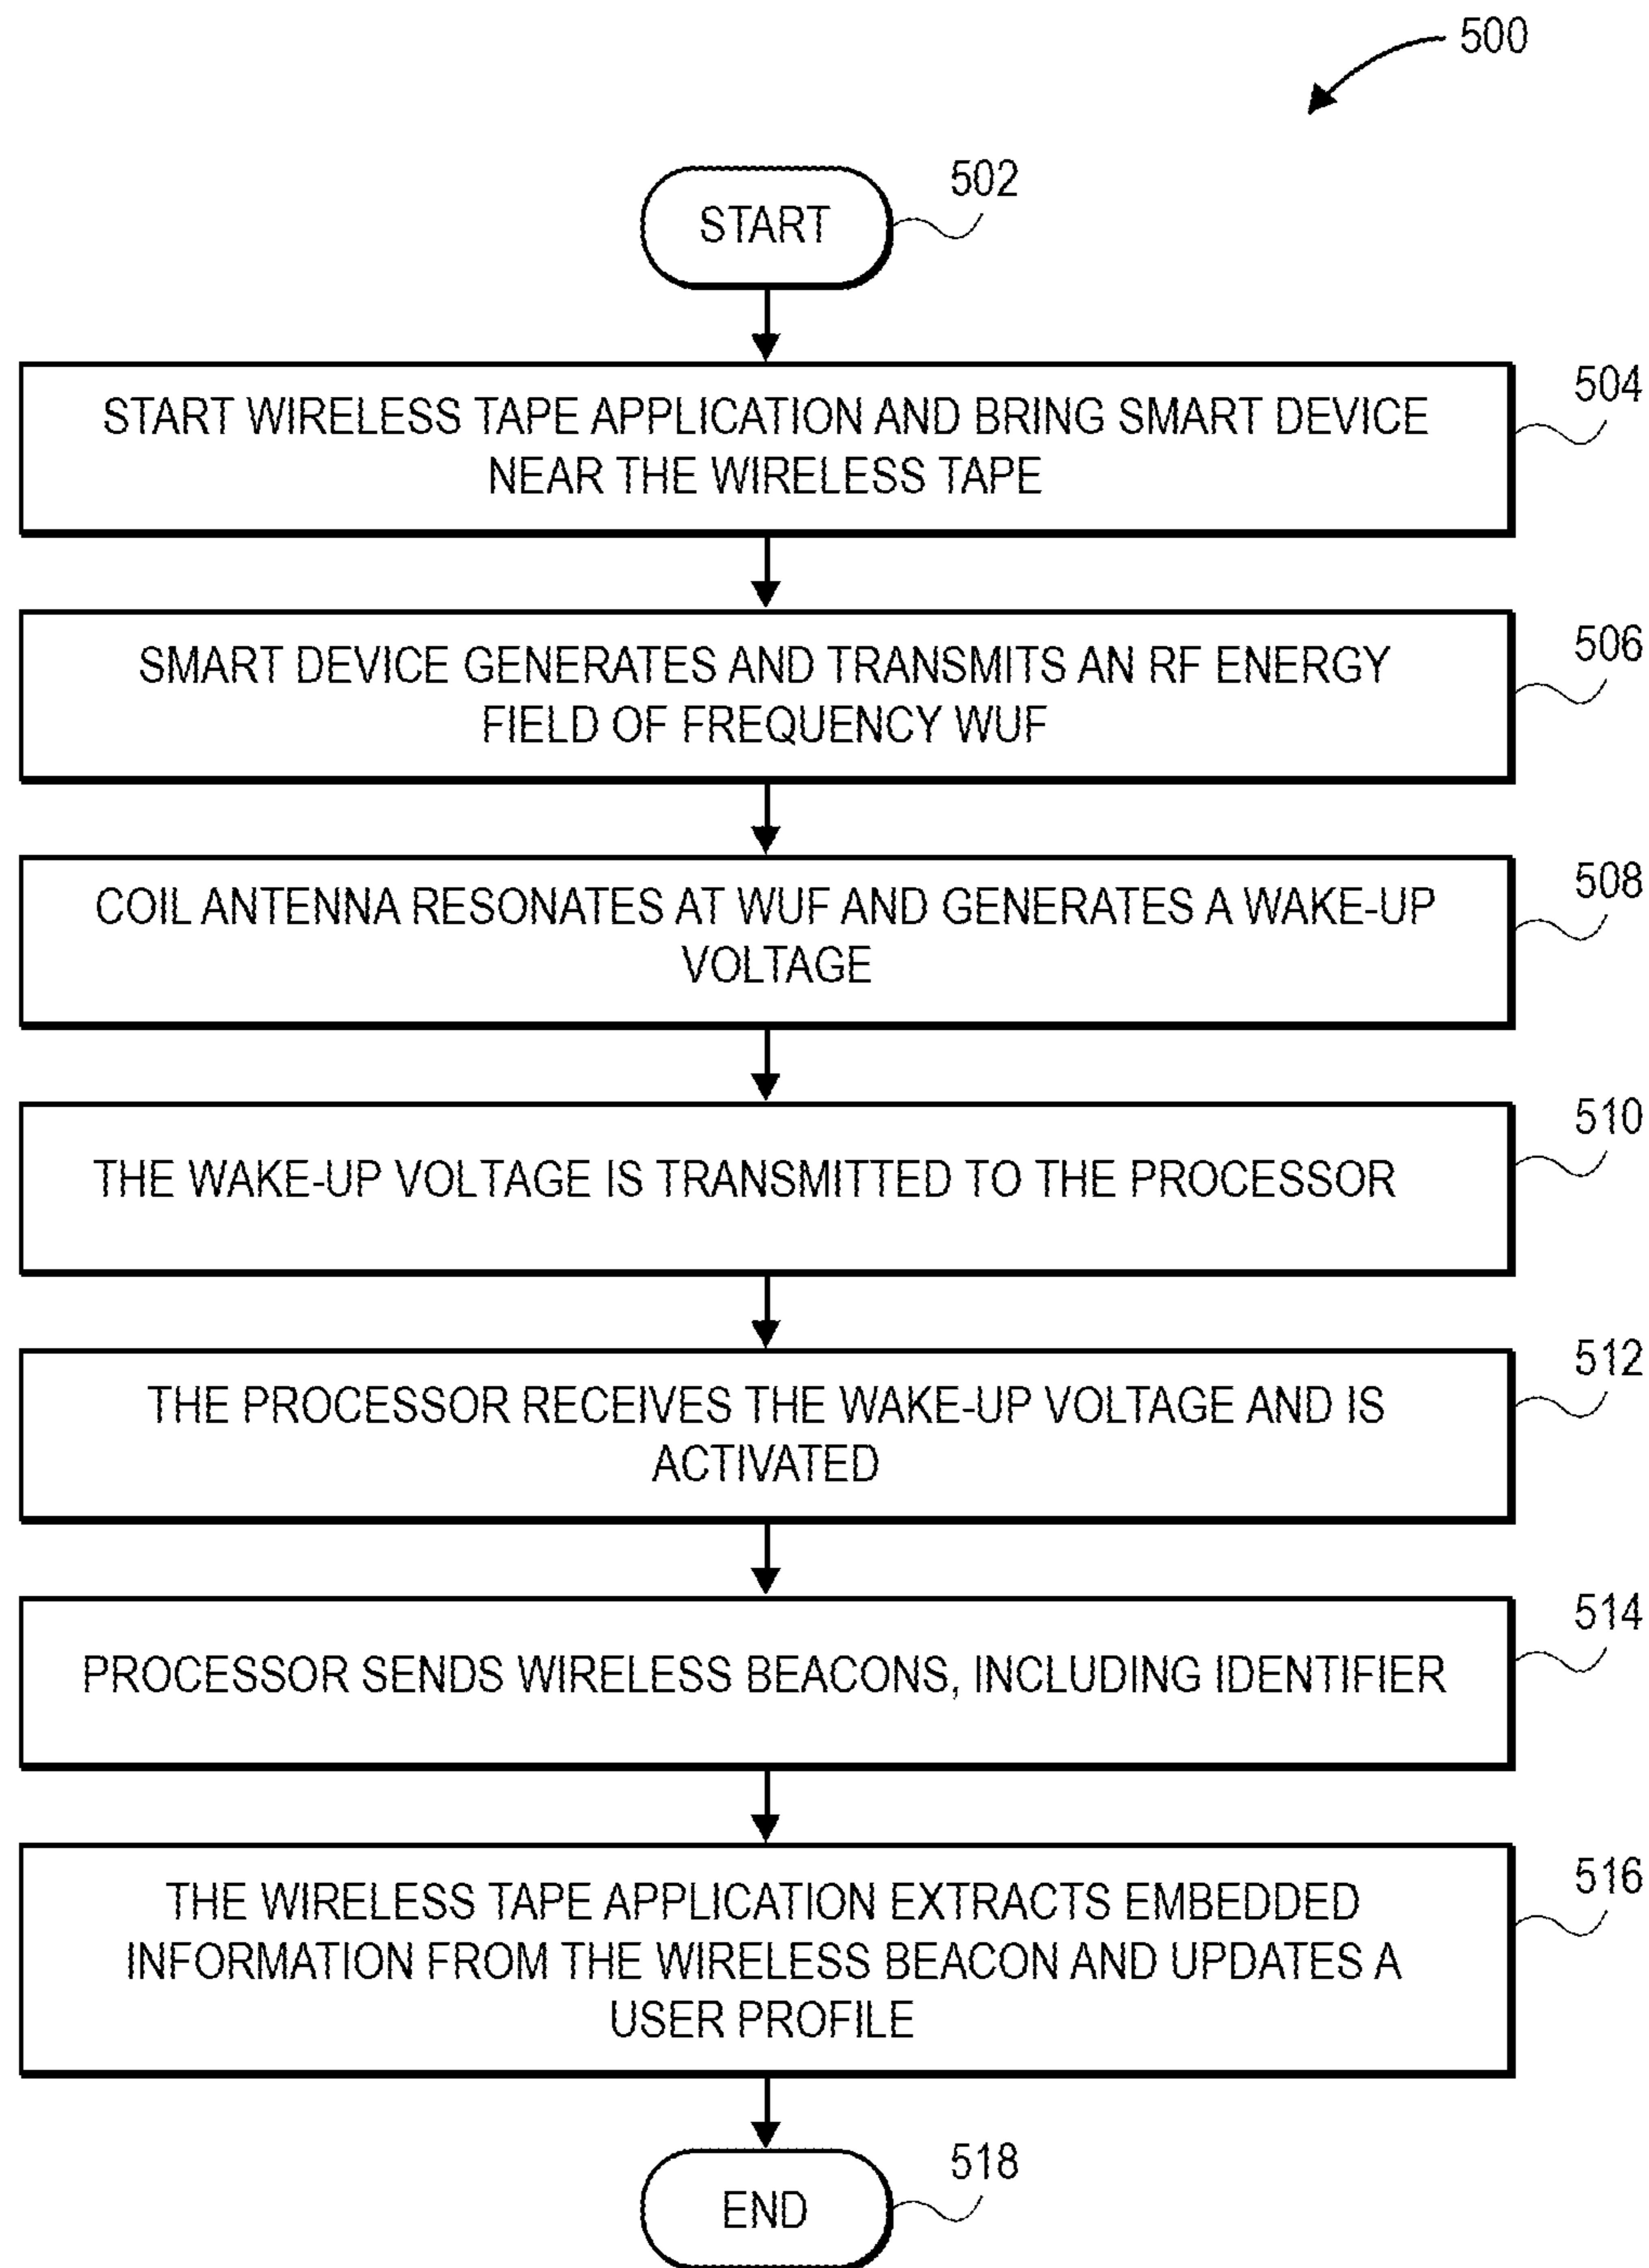 500
START
502
START WIRELESS TAPE APPLICATION AND BRING SMART DEVICE
NEAR THE WIRELESS TAPE
504
SMART DEVICE GENERATES AND TRANSMITS AN RF ENERGY
FIELD OF FREQUENCY WUF
506
COIL ANTENNA RESONATES AT WUF AND GENERATES A WAKE-UP
VOLTAGE
508
THE WAKE-UP VOLTAGE IS TRANSMITTED TO THE PROCESSOR
510
THE PROCESSOR RECEIVES THE WAKE-UP VOLTAGE AND IS
ACTIVATED
512
PROCESSOR SENDS WIRELESS BEACONS, INCLUDING IDENTIFIER
514
THE WIRELESS TAPE APPLICATION EXTRACTS EMBEDDED
INFORMATION FROM THE WIRELESS BEACON AND UPDATES A
USER PROFILE
516
END
518